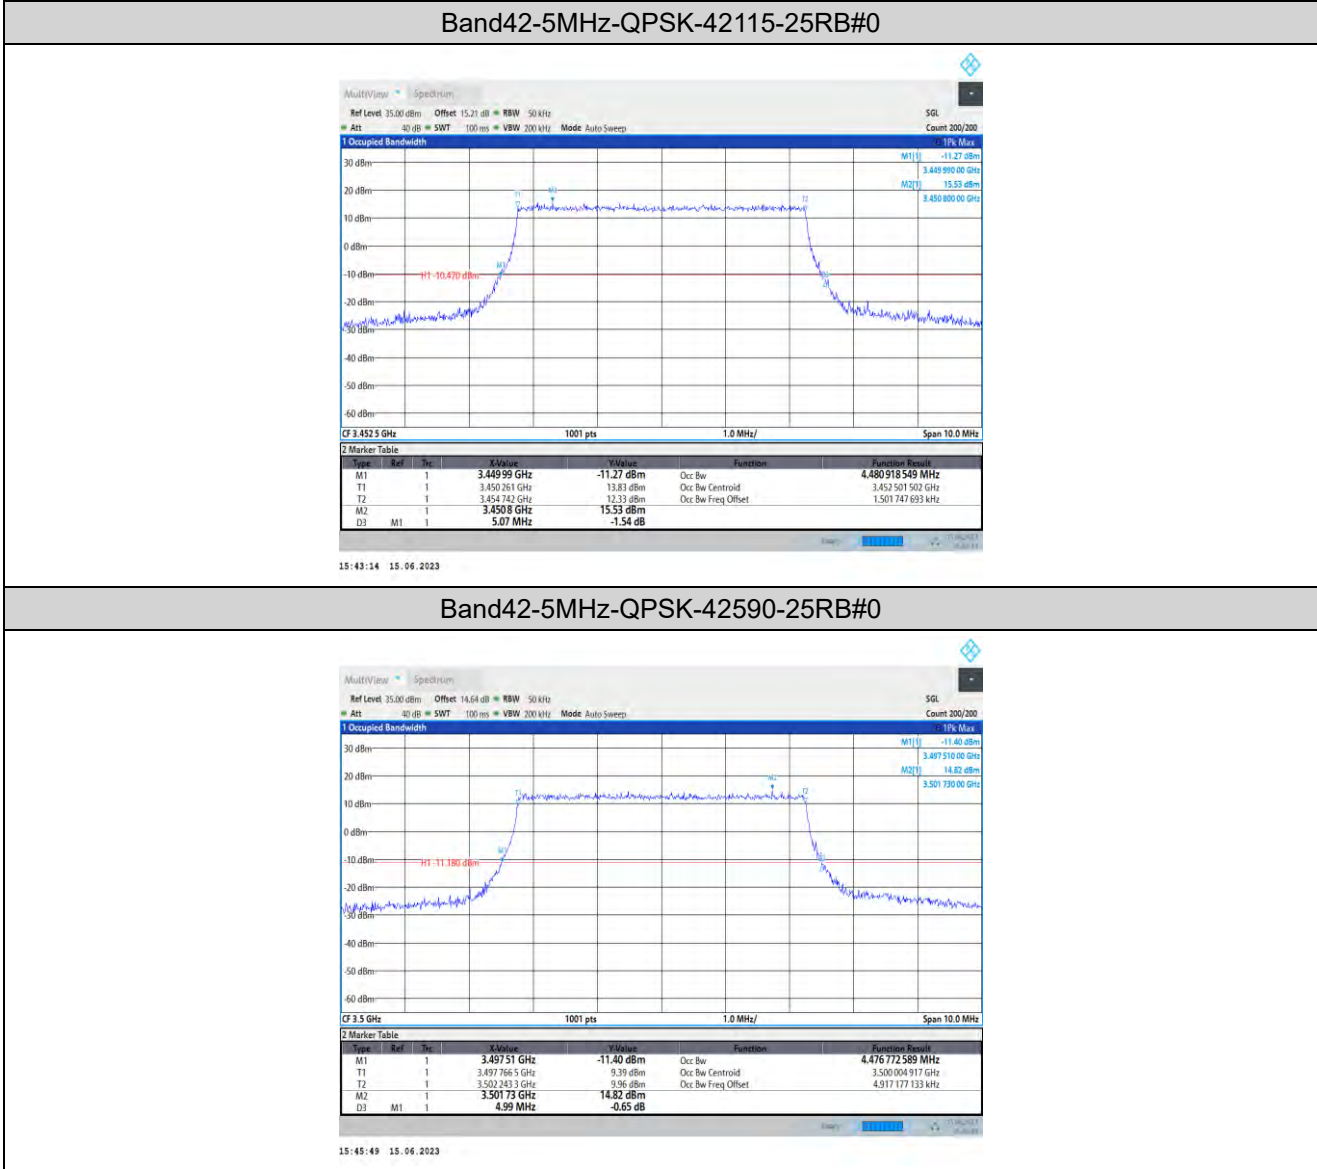 Band42-5MHz-QPSK-42115-25RB#0
MultiView Spectrum
Ref Level 35.00 dBm Offset 15.21 dB RBW 50 kHz SGL
Att 40 dB SWT 100 ms VBW 200 kHz Mode Auto Sweep Count 200/200
1 Occupied Bandwidth 1Pk Max
M1[1] -11.27 dBm
30 dBm
3.449 990 00 GHz
M2[1] 15.53 dBm
20 dBm
3.450 800 00 GHz
T1 M2 T2
10 dBm
0 dBm
M1
-10 dBm H1 -10.470 dBm
-20 dBm
-30 dBm
-40 dBm
-50 dBm
-60 dBm
CF 3.452 5 GHz 1001 pts 1.0 MHz/ Span 10.0 MHz
2 Marker Table
Type Ref Trc X-Value Y-Value Function Function Result
M1 1 3.449 99 GHz -11.27 dBm Occ Bw 4.480 918 549 MHz
T1 1 3.450 261 GHz 13.83 dBm Occ Bw Centroid 3.452 501 502 GHz
T2 1 3.454 742 GHz 12.33 dBm Occ Bw Freq Offset 1.501 747 693 kHz
M2 1 3.450 8 GHz 15.53 dBm
D3 M1 1 5.07 MHz -1.54 dB
15:43:14 15.06.2023
Band42-5MHz-QPSK-42590-25RB#0
MultiView Spectrum
Ref Level 35.00 dBm Offset 14.64 dB RBW 50 kHz SGL
Att 40 dB SWT 100 ms VBW 200 kHz Mode Auto Sweep Count 200/200
1 Occupied Bandwidth 1Pk Max
M1[1] -11.40 dBm
30 dBm
3.497 510 00 GHz
M2[1] 14.82 dBm
20 dBm
3.501 730 00 GHz
T1 M2 T2
10 dBm
0 dBm
M1
-10 dBm H1 -11.180 dBm
-20 dBm
-30 dBm
-40 dBm
-50 dBm
-60 dBm
CF 3.5 GHz 1001 pts 1.0 MHz/ Span 10.0 MHz
2 Marker Table
Type Ref Trc X-Value Y-Value Function Function Result
M1 1 3.497 51 GHz -11.40 dBm Occ Bw 4.476 772 589 MHz
T1 1 3.497 766 5 GHz 9.39 dBm Occ Bw Centroid 3.500 004 917 GHz
T2 1 3.502 243 3 GHz 9.96 dBm Occ Bw Freq Offset 4.917 177 133 kHz
M2 1 3.501 73 GHz 14.82 dBm
D3 M1 1 4.99 MHz -0.65 dB
15:45:49 15.06.2023